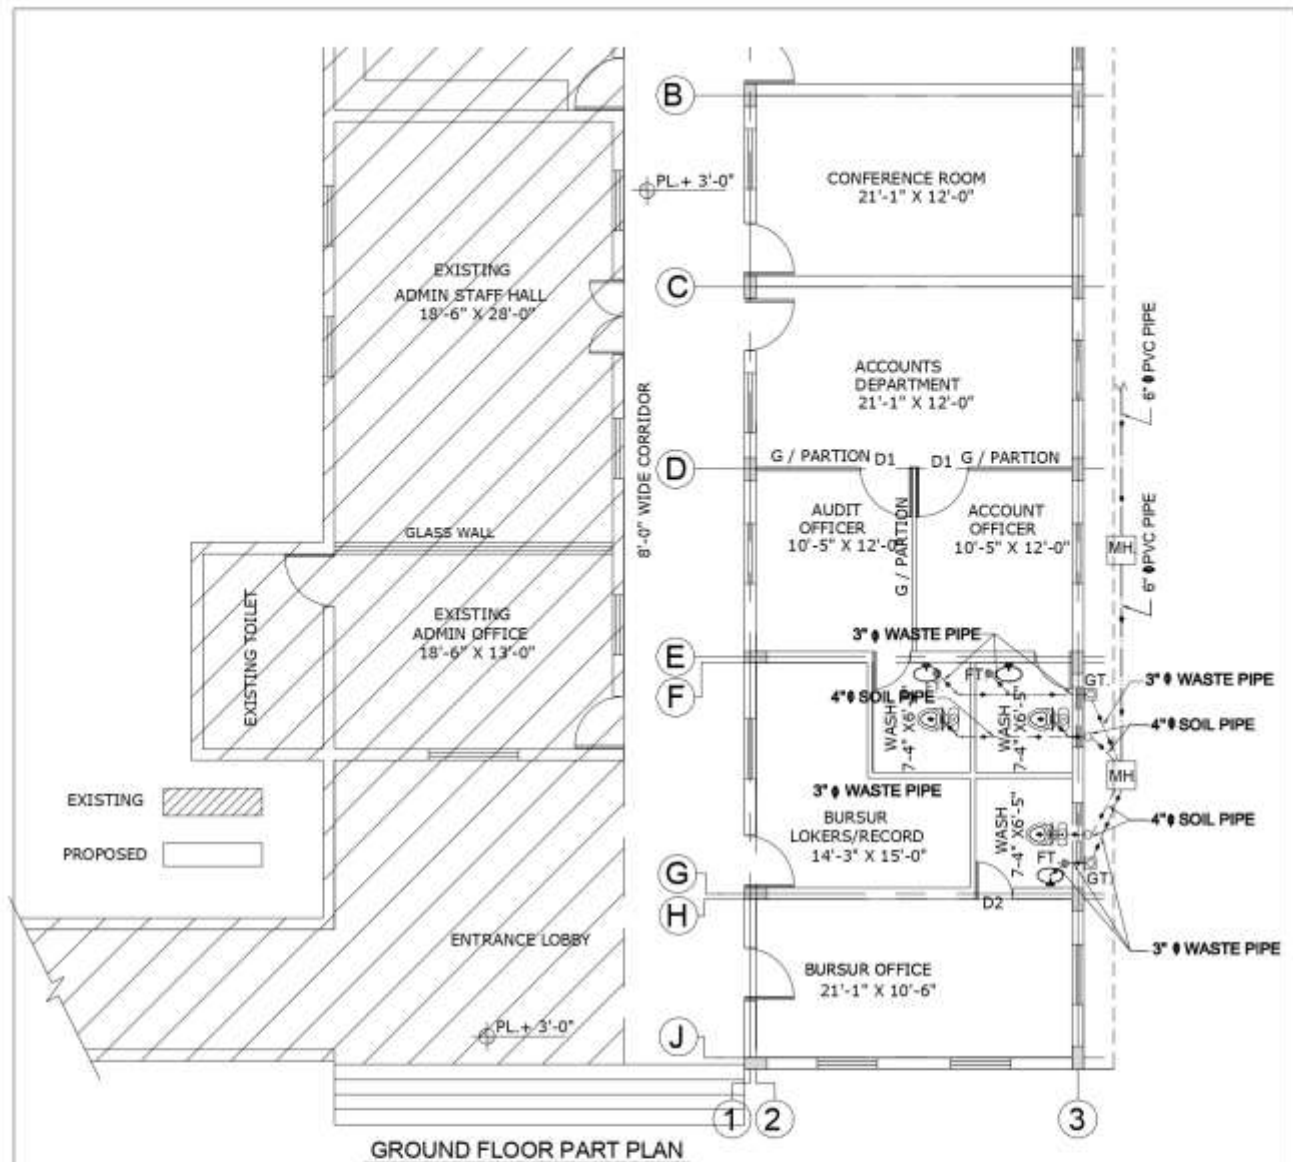 B
PL.+ 3'-0"
CONFERENCE ROOM
21'-1" X 12'-0"
EXISTING
ADMIN STAFF HALL
18'-6" X 28'-0"
C
6" ϕ PVC PIPE
ACCOUNTS
DEPARTMENT
21'-1" X 12'-0"
8'-0" WIDE CORRIDOR
D
G / PARTION
D1
D1
G / PARTION
AUDIT
OFFICER
10'-5" X 12'-0"
G / PARTION
ACCOUNT
OFFICER
10'-5" X 12'-0"
GLASS WALL
MH.
6" ϕ PVC PIPE
EXISTING TOILET
EXISTING
ADMIN OFFICE
18'-6" X 13'-0"
3" ϕ WASTE PIPE
E
F
FT
GT.
3" ϕ WASTE PIPE
4" ϕ SOIL PIPE
WASH
7-4" X6'-5"
WASH
7-4" X6'-5"
4" ϕ SOIL PIPE
MH.
EXISTING
3" ϕ WASTE PIPE
BURSUR
LOKERS/RECORD
14'-3" X 15'-0"
WASH
7-4" X6'-5"
4" ϕ SOIL PIPE
PROPOSED
FT
GT.
G
H
D2
ENTRANCE LOBBY
3" ϕ WASTE PIPE
BURSUR OFFICE
21'-1" X 10'-6"
PL.+ 3'-0"
J
1
2
3
GROUND FLOOR PART PLAN